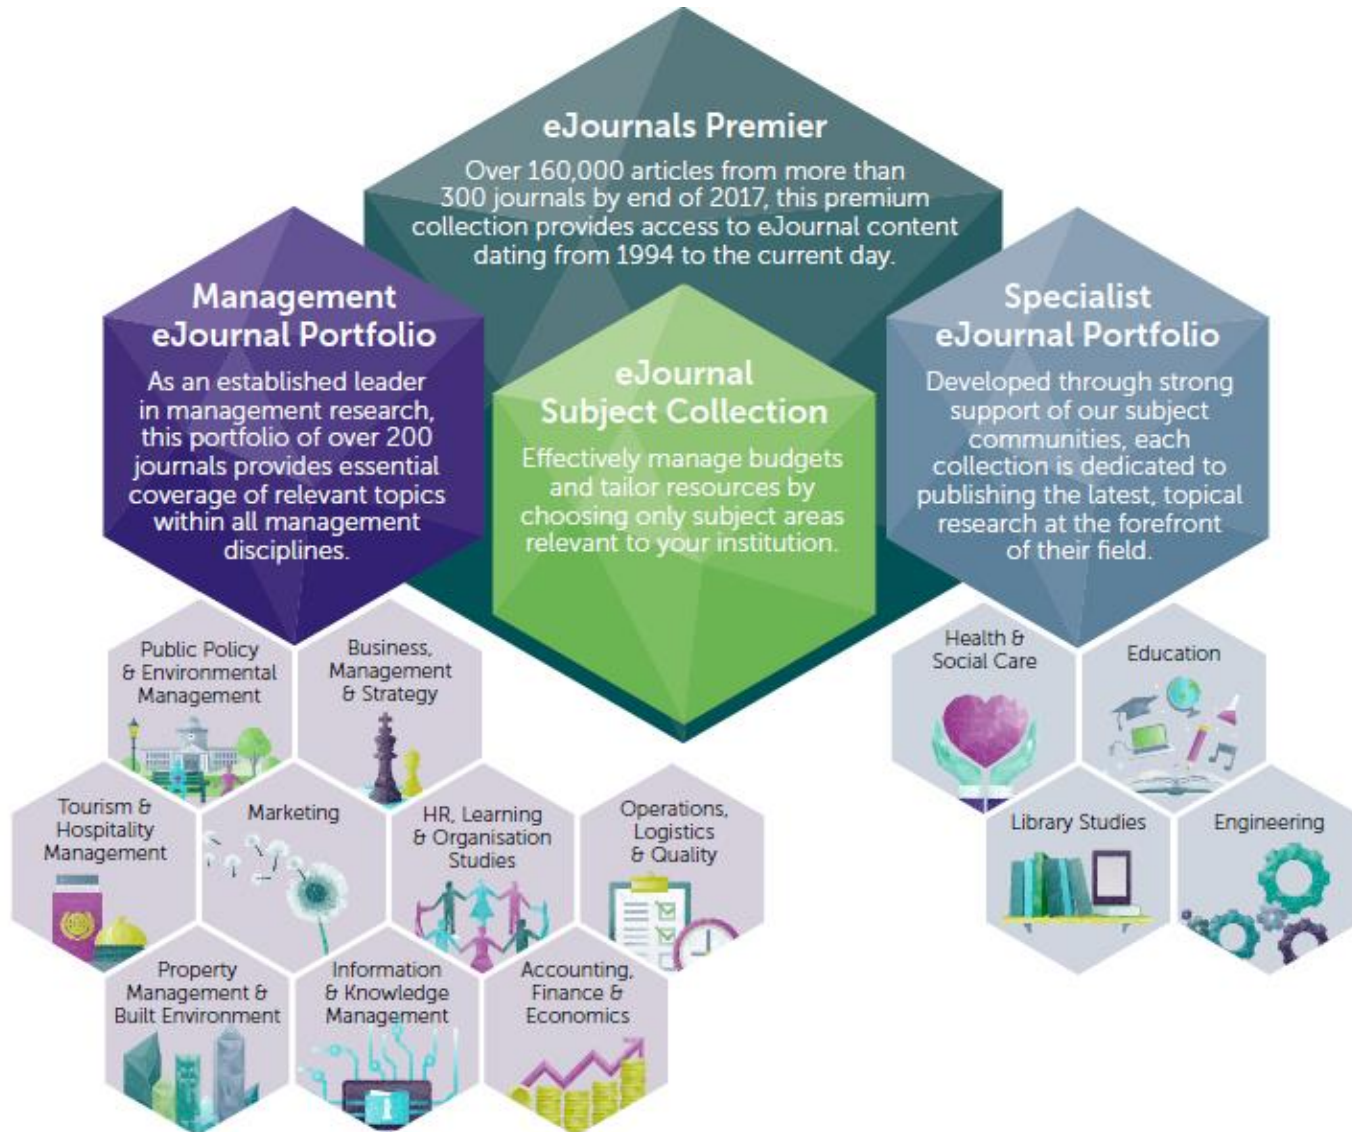 eJournals Premier
Over 160,000 articles from more than
300 journals by end of 2017, this premium
collection provides access to eJournal content
dating from 1994 to the current day.
Management
eJournal Portfolio
As an established leader
in management research,
this portfolio of over 200
journals provides essential
coverage of relevant topics
within all management
disciplines.
eJournal
Subject Collection
Effectively manage budgets
and tailor resources by
choosing only subject areas
relevant to your institution.
Specialist
eJournal Portfolio
Developed through strong
support of our subject
communities, each
collection is dedicated to
publishing the latest, topical
research at the forefront
of their field.
Public Policy
& Environmental
Management
Business,
Management
& Strategy
Health &
Social Care
Education
Tourism &
Hospitality
Management
Marketing
HR, Learning
& Organisation
Studies
Operations,
Logistics
& Quality
Library Studies
Engineering
Property
Management &
Built Environment
Information
& Knowledge
Management
Accounting,
Finance &
Economics